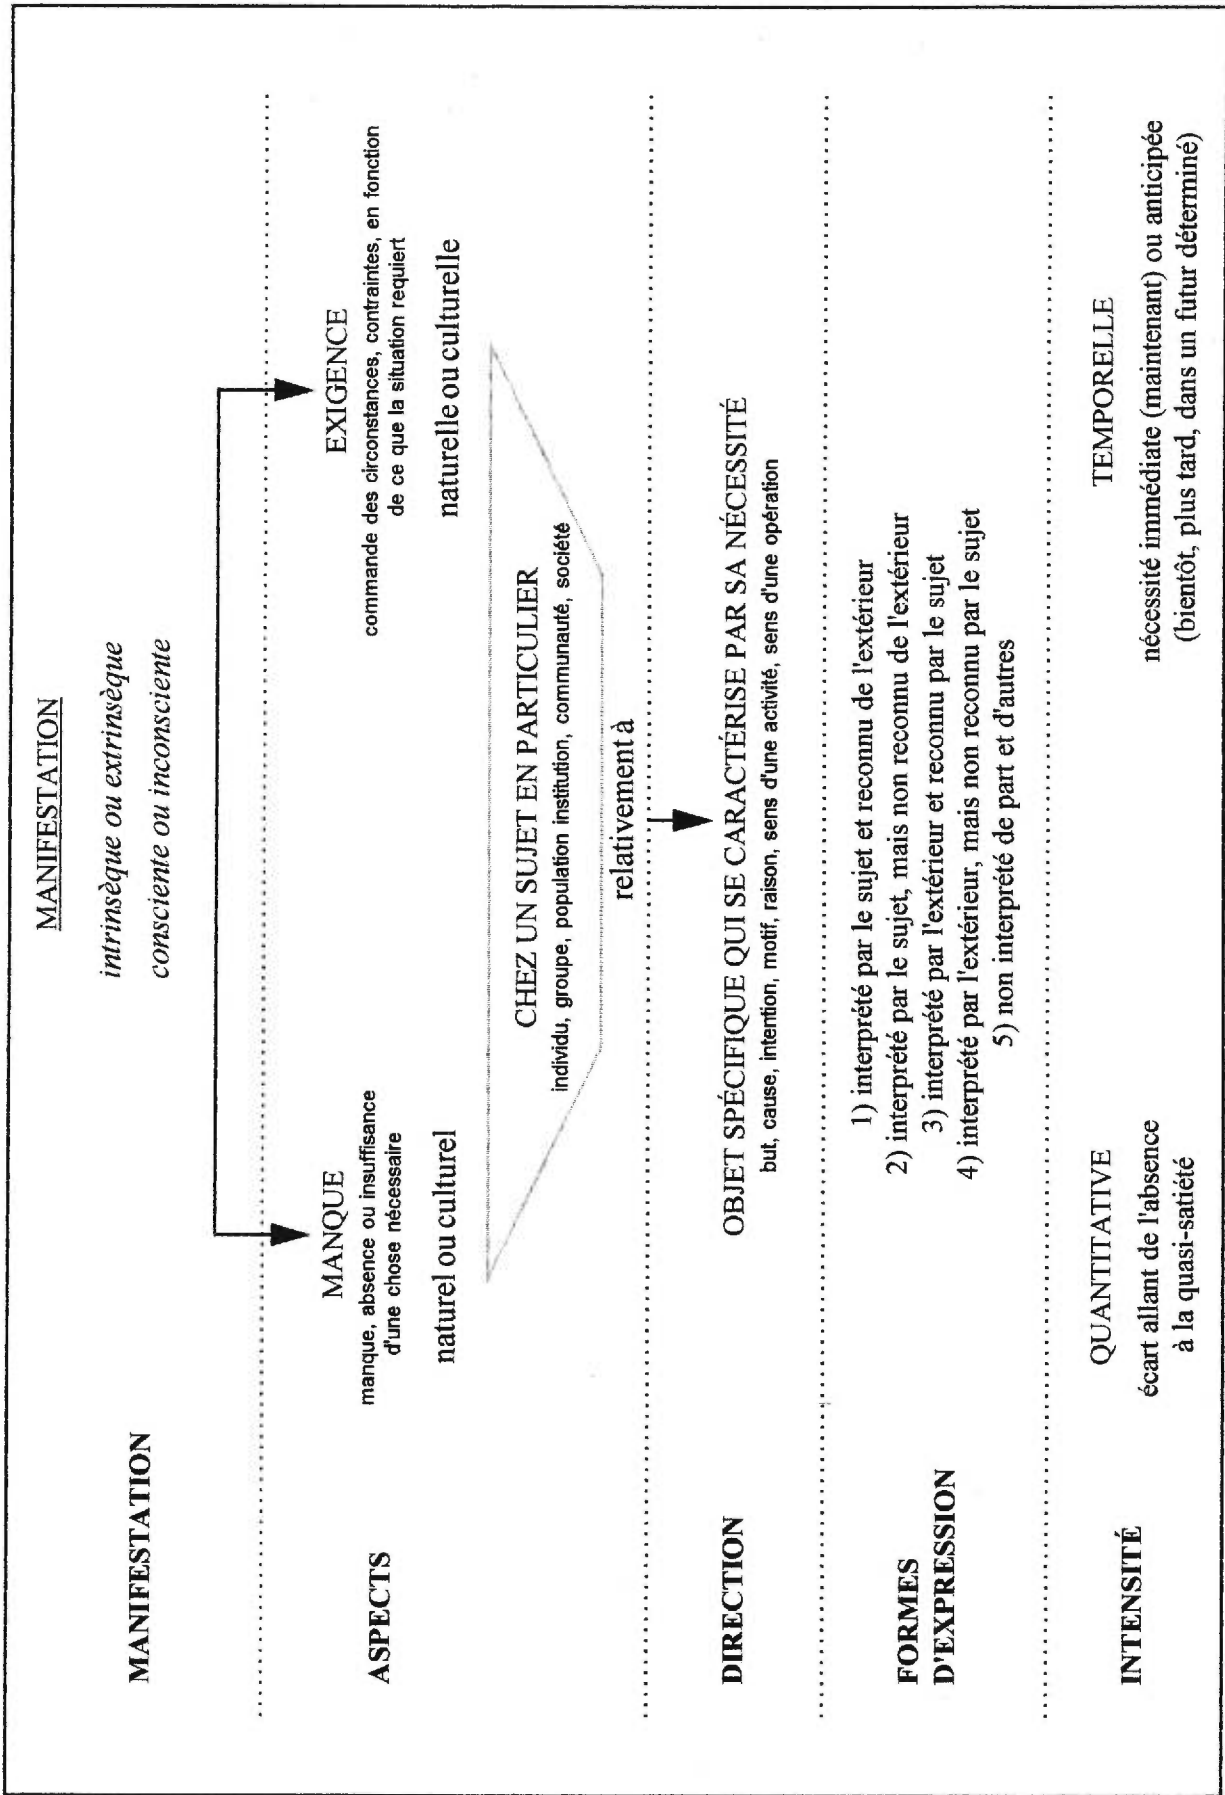 MANIFESTATION
MANIFESTATION
intrinsèque ou extrinsèque
consciente ou inconsciente
ASPECTS
MANQUE
manque, absence ou insuffisance
d'une chose nécessaire
naturel ou culturel
EXIGENCE
commande des circonstances, contraintes, en fonction
de ce que la situation requiert
naturelle ou culturelle
CHEZ UN SUJET EN PARTICULIER
individu, groupe, population institution, communauté, société
relativement à
DIRECTION
OBJET SPÉCIFIQUE QUI SE CARACTÉRISE PAR SA NÉCESSITÉ
but, cause, intention, motif, raison, sens d'une activité, sens d'une opération
FORMES
D'EXPRESSION
1) interprété par le sujet et reconnu de l'extérieur
2) interprété par le sujet, mais non reconnu de l'extérieur
3) interprété par l'extérieur et reconnu par le sujet
4) interprété par l'extérieur, mais non reconnu par le sujet
5) non interprété de part et d'autres
INTENSITÉ
QUANTITATIVE
écart allant de l'absence
à la quasi-satiété
TEMPORELLE
nécessité immédiate (maintenant) ou anticipée
(bientôt, plus tard, dans un futur déterminé)